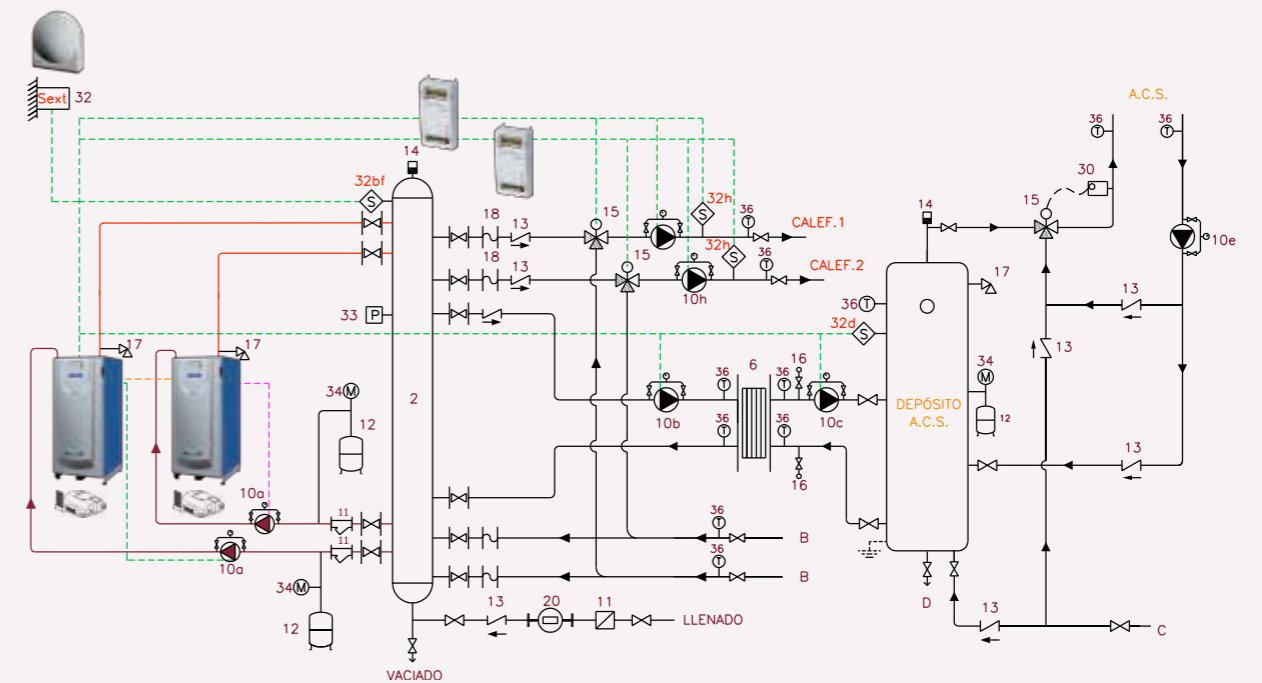 Sext 32
A.C.S.
36 T
36 T
30
14
32bf
S
18 13 15
32h
S
36
T
CALEF.1
18 13 15
32h
S
36
T
CALEF.2
10h
14
15
10e
17
13
33 P
36 T
32d
S
13
17
17
34 M
12
2
36
T
6
36
T
16
10b
10c
36
T
36
T
16
DEPÓSITO
A.C.S.
34 M
12
13
10a
11
10a
11
36
T
B
36
T
B
34 M
12
13 20 11
LLENADO
VACIADO
D
13
C